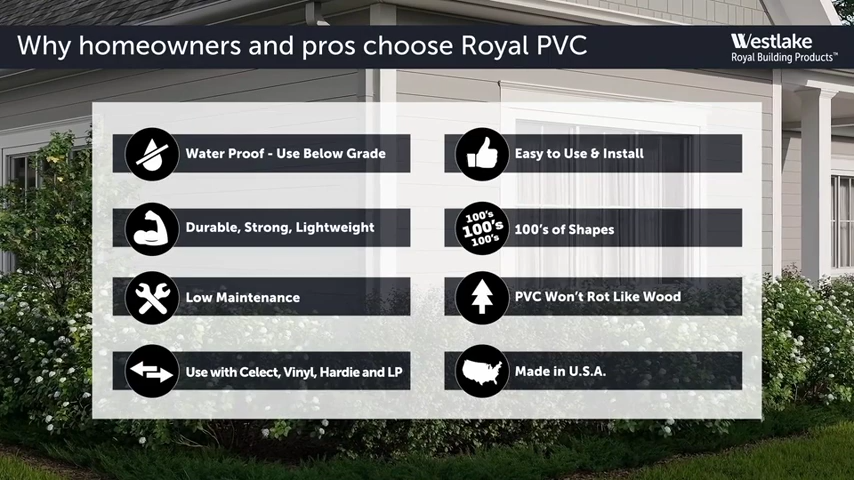 Why homeowners and pros choose Royal PVC
Westlake
Royal Building Products™
Water Proof - Use Below Grade
Easy to Use & Install
Durable, Strong, Lightweight
100's
100's
100's
100's of Shapes
Low Maintenance
PVC Won't Rot Like Wood
Use with Celect, Vinyl, Hardie and LP
Made in U.S.A.